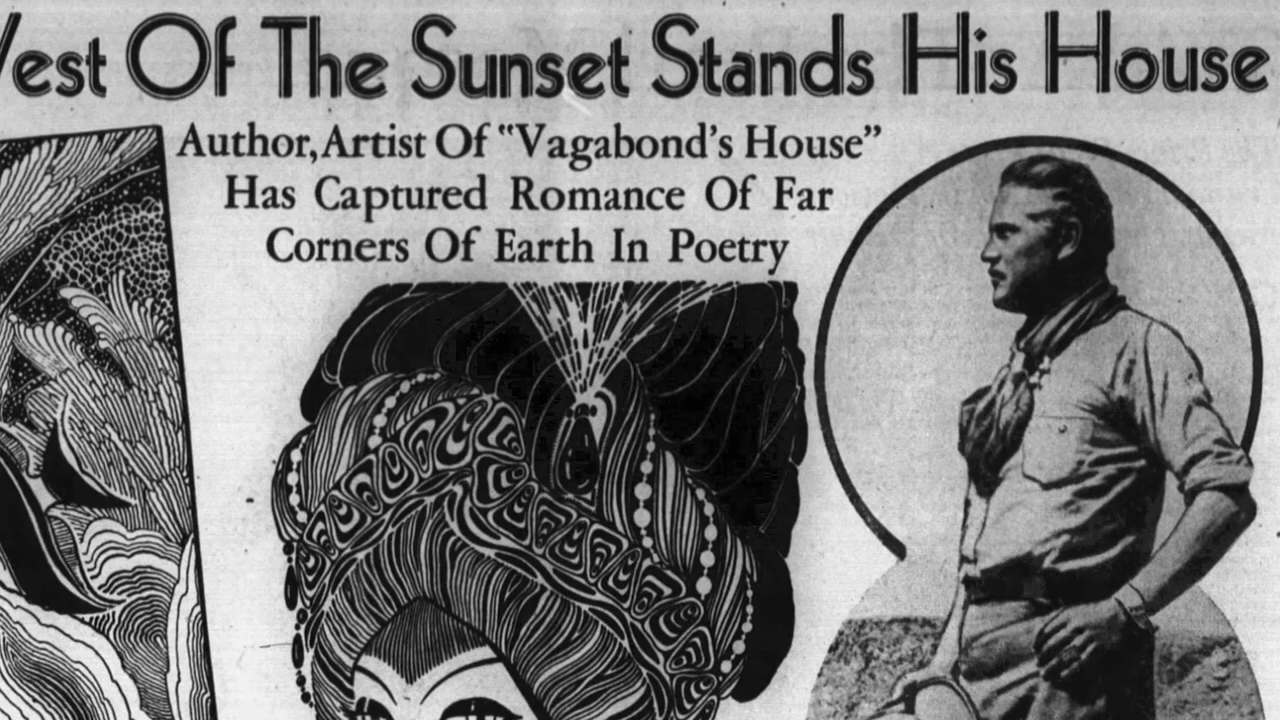 est Of The Sunset Stands His House
Author, Artist Of "Vagabond's House"
Has Captured Romance Of Far
Corners Of Earth In Poetry